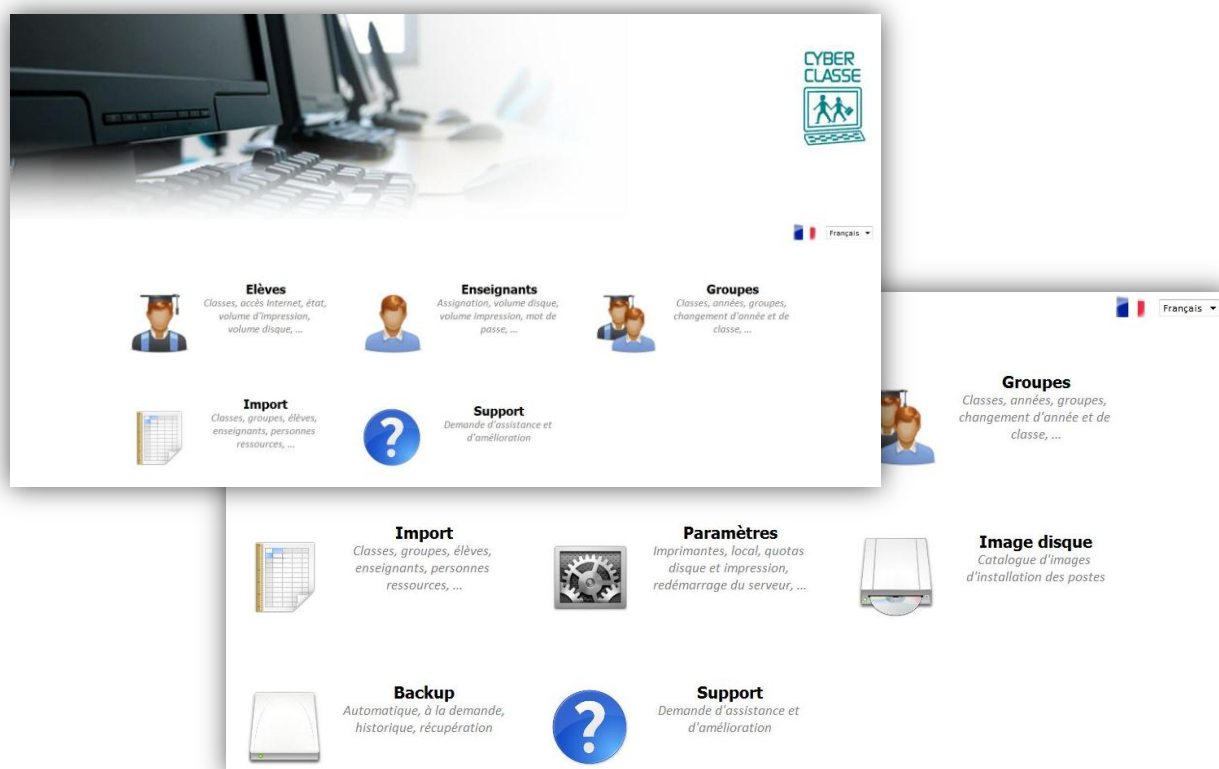 CYBER
CLASSE
Français
Elèves
Classes, accès Internet, état,
volume d'impression,
volume disque, ...
Enseignants
Assignation, volume disque,
volume impression, mot de
passe, ...
Groupes
Classes, années, groupes,
changement d'année et de
classe, ...
Import
Classes, groupes, élèves,
enseignants, personnes
ressources, ...
Support
Demande d'assistance et
d'amélioration
Français
Groupes
Classes, années, groupes,
changement d'année et de
classe, ...
Import
Classes, groupes, élèves,
enseignants, personnes
ressources, ...
Paramètres
Imprimantes, local, quotas
disque et impression,
redémarrage du serveur, ...
Image disque
Catalogue d'images
d'installation des postes
Backup
Automatique, à la demande,
historique, récupération
Support
Demande d'assistance et
d'amélioration